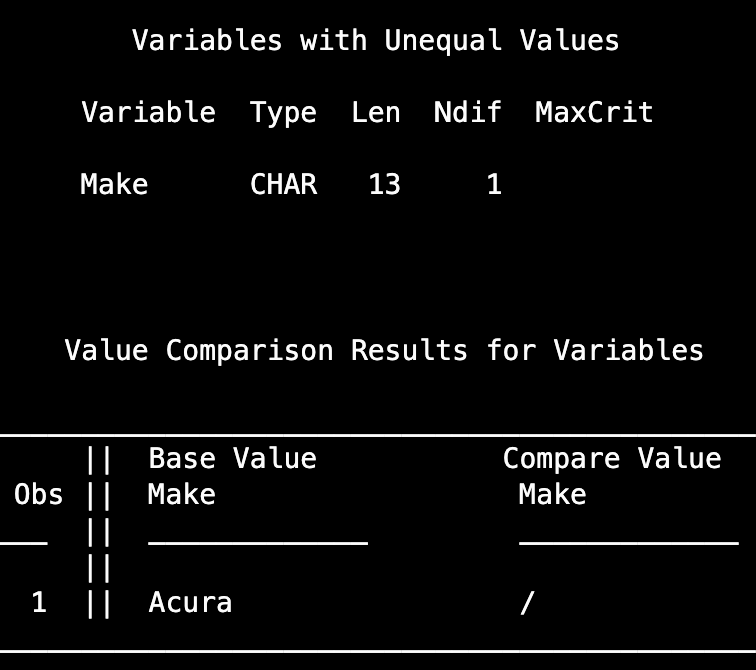 Variables with Unequal Values
Variable  Type  Len  Ndif  MaxCrit
Make      CHAR   13     1
Value Comparison Results for Variables
||  Base Value           Compare Value
Obs ||  Make                  Make
||
||
1  ||  Acura                 /